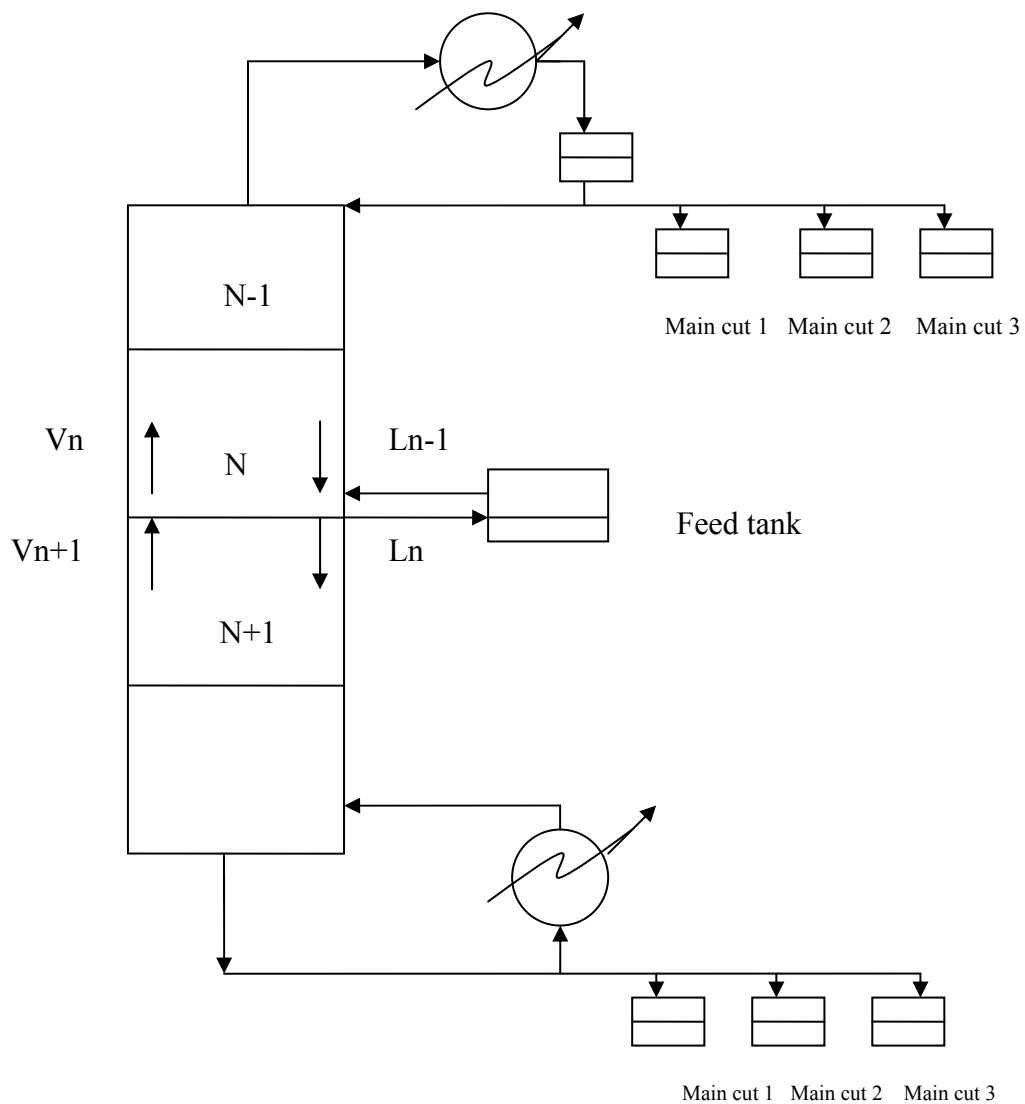 N-1
Main cut 1 Main cut 2 Main cut 3
Vn
Ln-1
N
Feed tank
Vn+1
Ln
N+1
Main cut 1 Main cut 2 Main cut 3